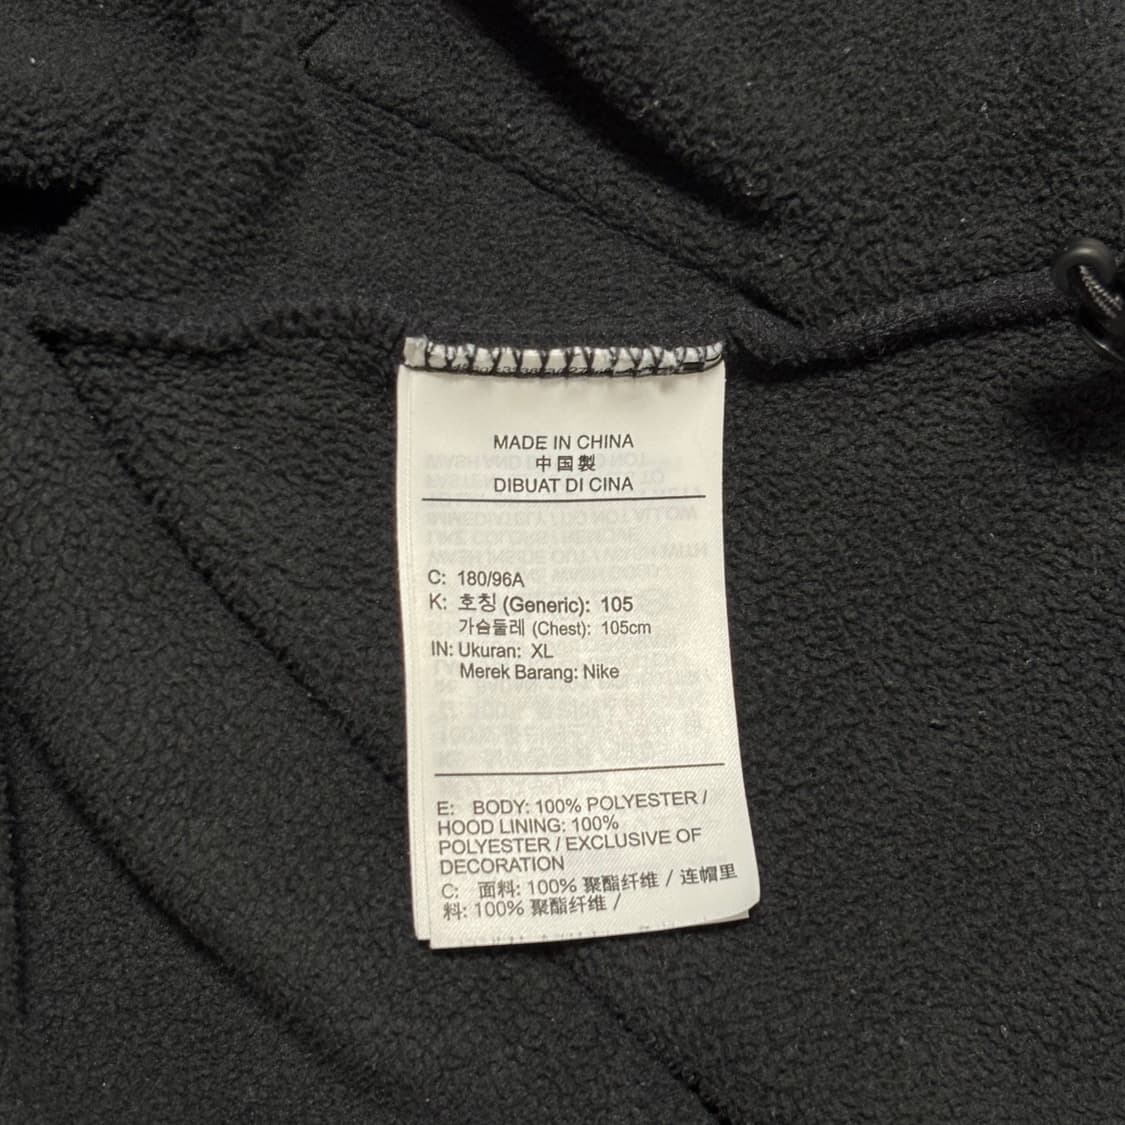 MADE IN CHINA
中国製
DIBUAT DI CINA
C: 180/96A
K: 호칭 (Generic): 105
가슴둘레 (Chest): 105cm
IN: Ukuran: XL
Merek Barang: Nike
E: BODY: 100% POLYESTER /
HOOD LINING: 100%
POLYESTER / EXCLUSIVE OF
DECORATION
C: 面料: 100% 聚酯纤维 / 连帽里
料: 100% 聚酯纤维 /